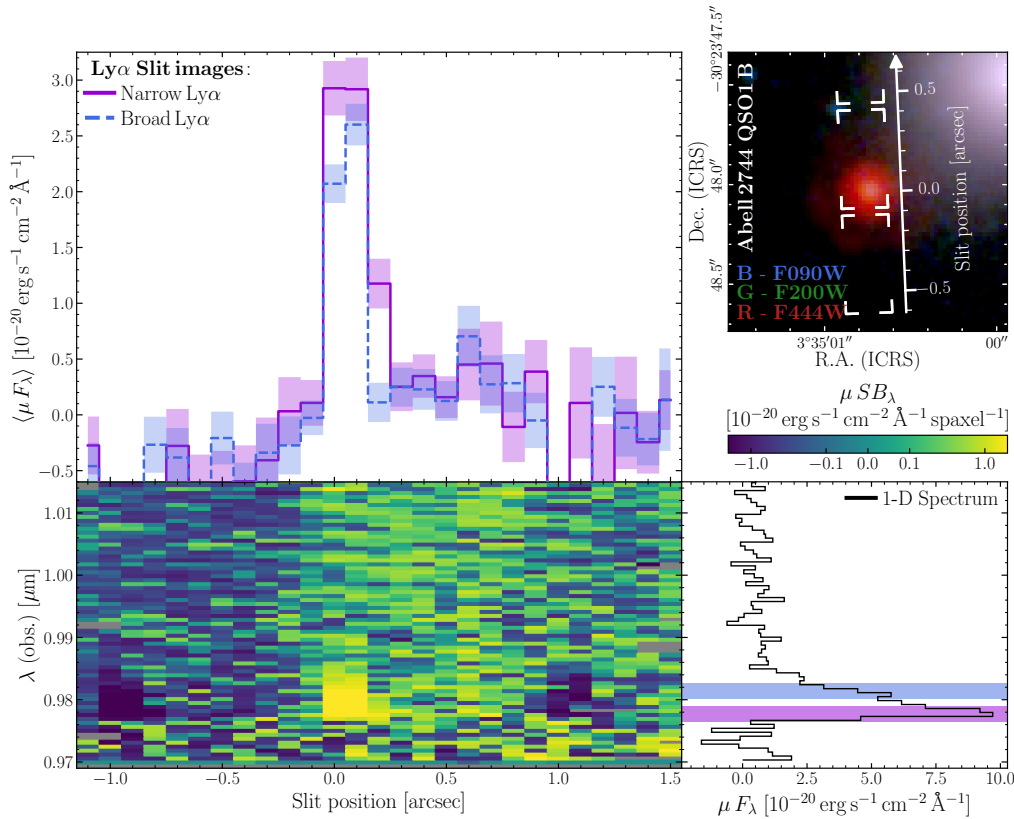 Lyα Slit images:
Narrow Lyα
Broad Lyα
3.0
2.5
2.0
1.5
1.0
0.5
0.0
−0.5
⟨μ F_λ⟩ [10⁻²⁰ erg s⁻¹ cm⁻² Å⁻¹]
−30°23′47.5″
48.0″
48.5″
Dec. (ICRS)
Abell 2744 QSO1 B
0.5
0.0
−0.5
Slit position [arcsec]
B - F090W
G - F200W
R - F444W
3ˢ35′01″ 00″
R.A. (ICRS)
μ SB_λ
[10⁻²⁰ erg s⁻¹ cm⁻² Å⁻¹ spaxel⁻¹]
−1.0 −0.1 0.0 0.1 1.0
1.01
1.00
0.99
0.98
0.97
λ (obs.) [μm]
−1.0 −0.5 0.0 0.5 1.0 1.5
Slit position [arcsec]
1-D Spectrum
0.0 2.5 5.0 7.5 10.0
μ F_λ [10⁻²⁰ erg s⁻¹ cm⁻² Å⁻¹]